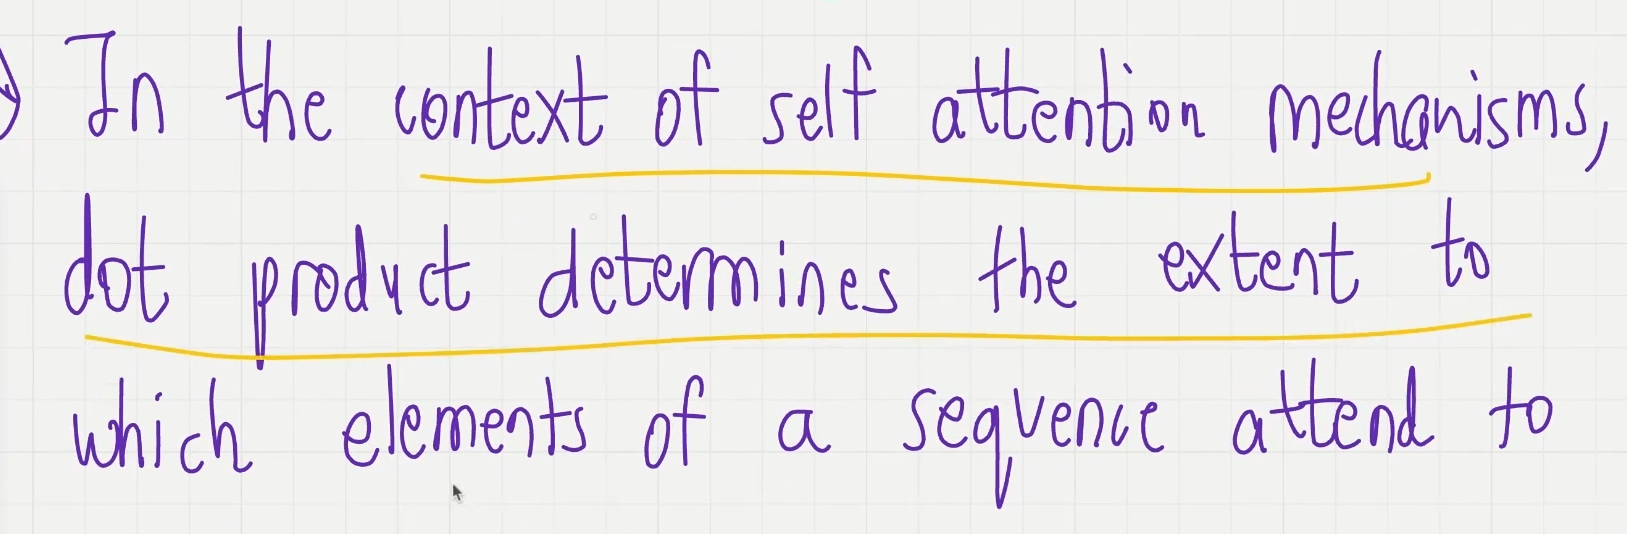 In the context of self attention mechanisms,
dot product determines the extent to
which elements of a sequence attend to